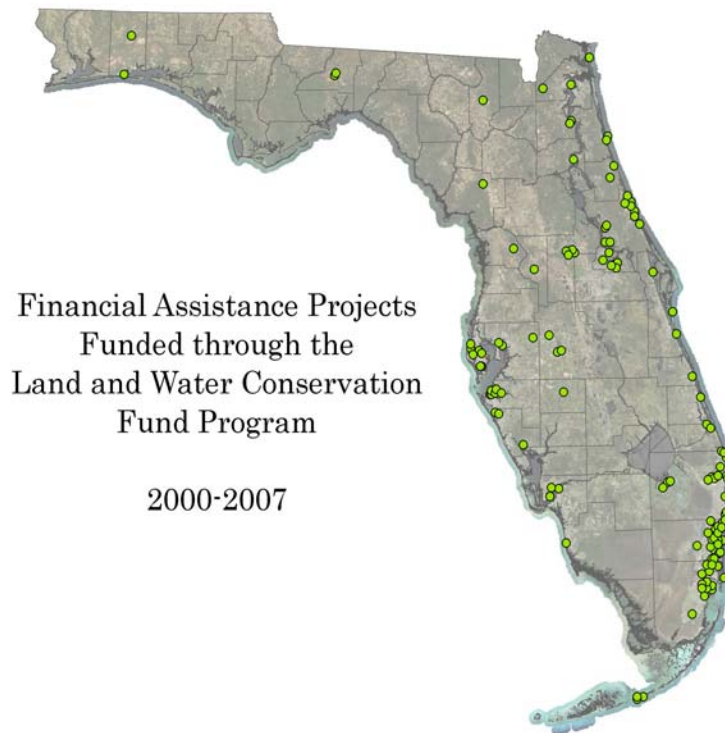 Financial Assistance Projects
Funded through the
Land and Water Conservation
Fund Program
2000-2007